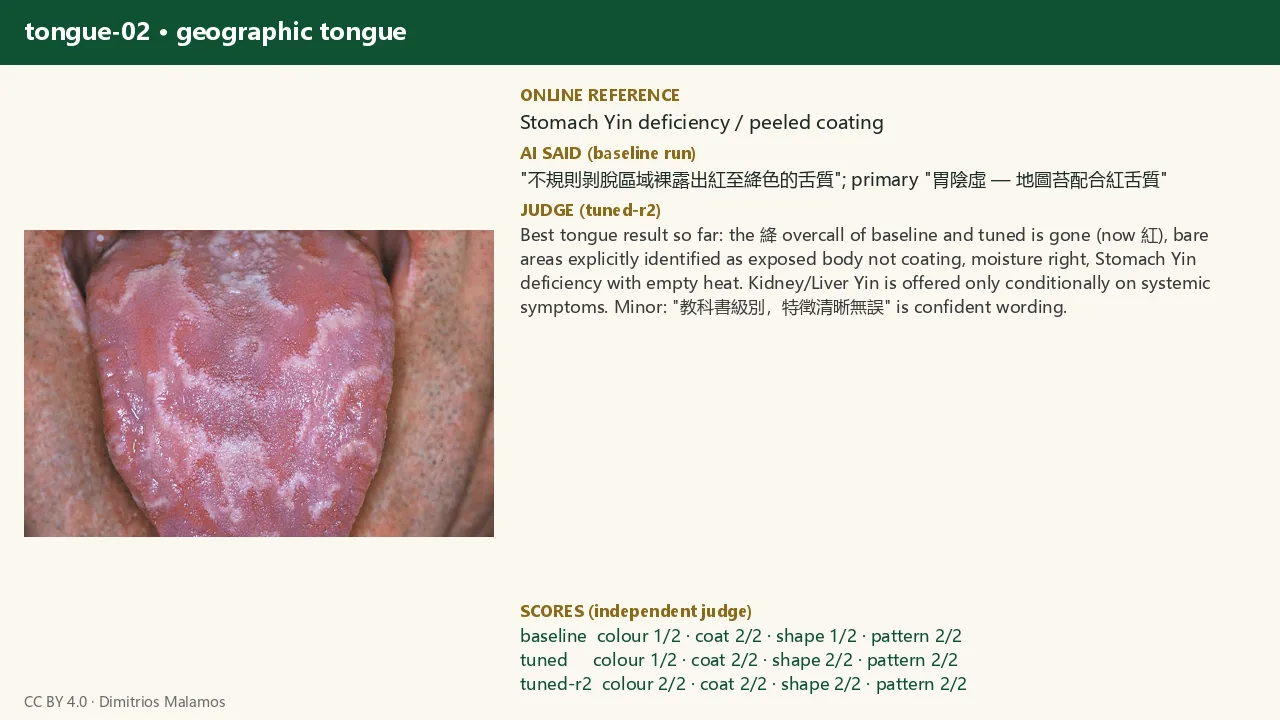 tongue-02 • geographic tongue
ONLINE REFERENCE
Stomach Yin deficiency / peeled coating
AI SAID (baseline run)
"不規則剝脫區域裸露出紅至絳色的舌質"; primary "胃陰虛 — 地圖苔配合紅舌質"
JUDGE (tuned-r2)
Best tongue result so far: the 絳 overcall of baseline and tuned is gone (now 紅), bare
areas explicitly identified as exposed body not coating, moisture right, Stomach Yin
deficiency with empty heat. Kidney/Liver Yin is offered only conditionally on systemic
symptoms. Minor: "教科書級別，特徵清晰無誤" is confident wording.
SCORES (independent judge)
baseline colour 1/2 · coat 2/2 · shape 1/2 · pattern 2/2
tuned colour 1/2 · coat 2/2 · shape 2/2 · pattern 2/2
tuned-r2 colour 2/2 · coat 2/2 · shape 2/2 · pattern 2/2
CC BY 4.0 · Dimitrios Malamos